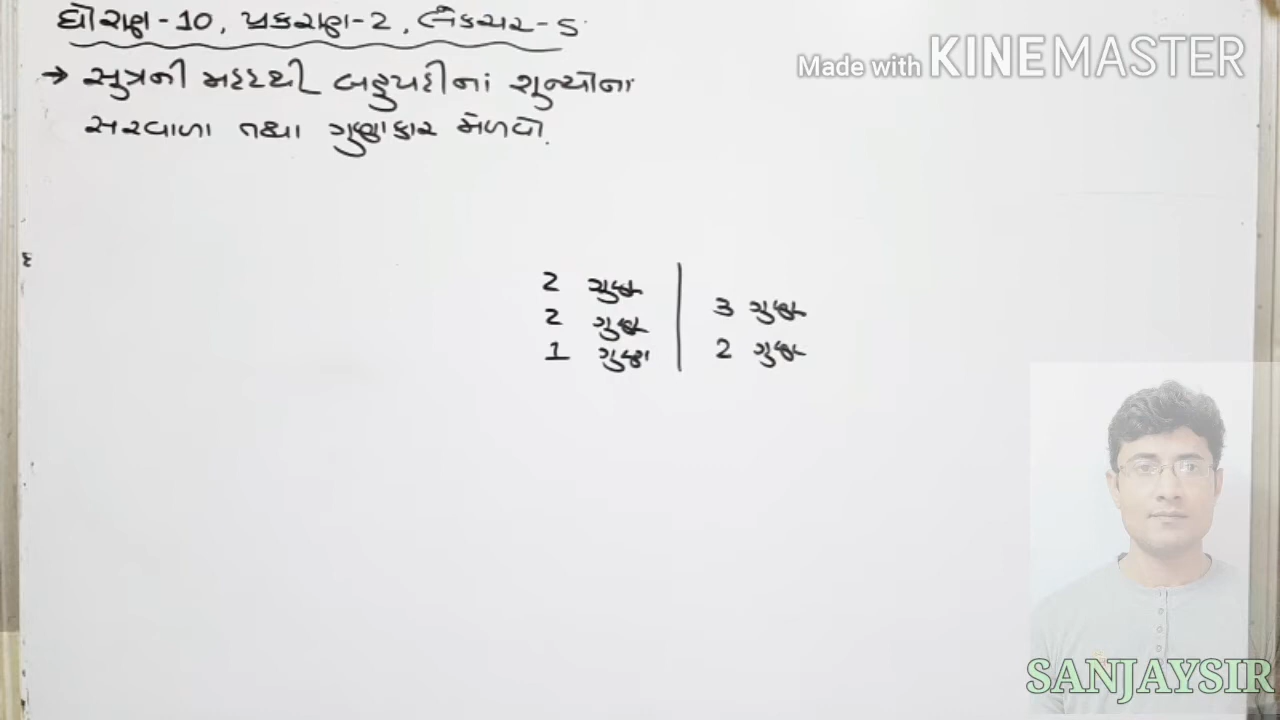 ધોરણ-10, પ્રકરણ-2, લેકચર-5
Made with KINEMASTER
→ સુત્રની મદદથી બહુપદીનાં શુન્યોના
સરવાળા તથા ગુણાકાર મેળવો.
2 ગુણ
2 ગુણ
1 ગુણ
3 ગુણ
2 ગુણ
SANJAYSIR